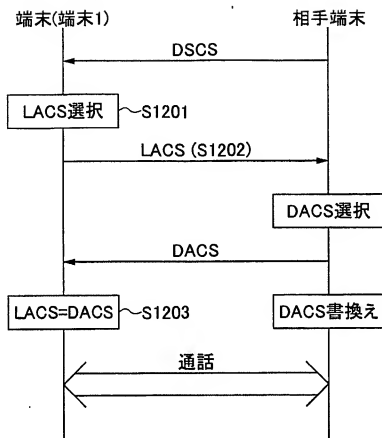 端末(端末1)
相手端末
DSCS
LACS選択
S1201
LACS (S1202)
DACS選択
DACS
LACS=DACS
S1203
DACS書換え
通話